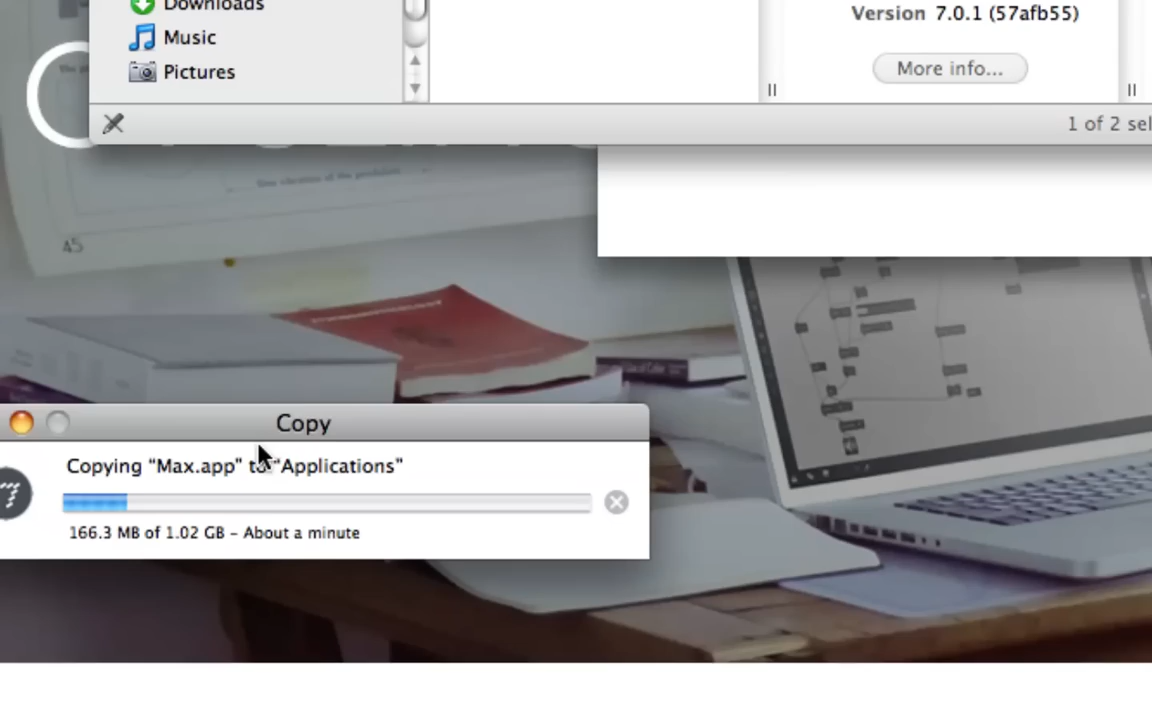 Downloads
Version 7.0.1 (57afb55)
Music
More info...
Pictures
1 of 2 sel
45
Copy
Copying “Max.app” to “Applications”
166.3 MB of 1.02 GB – About a minute